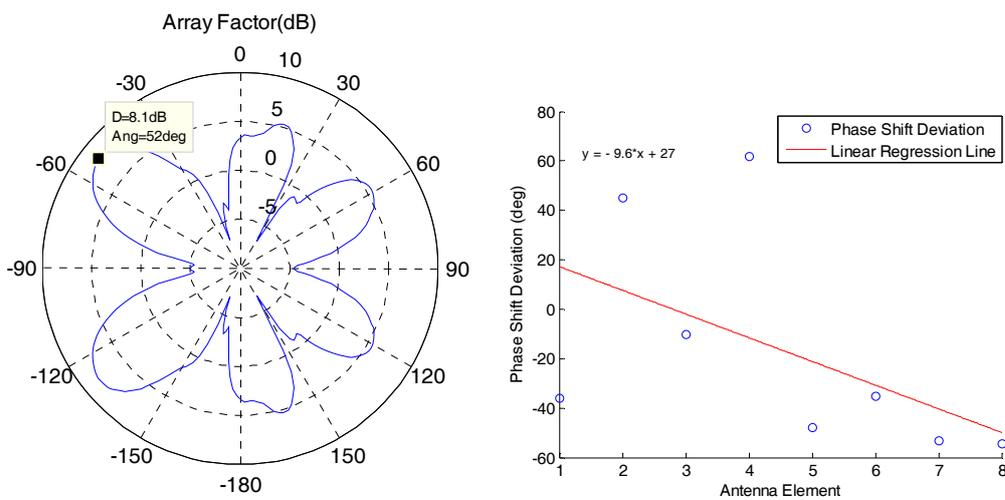 Array Factor(dB)
0
10
-30
30
5
D=8.1dB
Ang=52deg
-60
0
60
-5
-90
90
-120
120
-150
150
-180
80
60
40
20
0
-20
-40
-60
Phase Shift Deviation (deg)
y = - 9.6*x + 27
Phase Shift Deviation
Linear Regression Line
1 2 3 4 5 6 7 8
Antenna Element